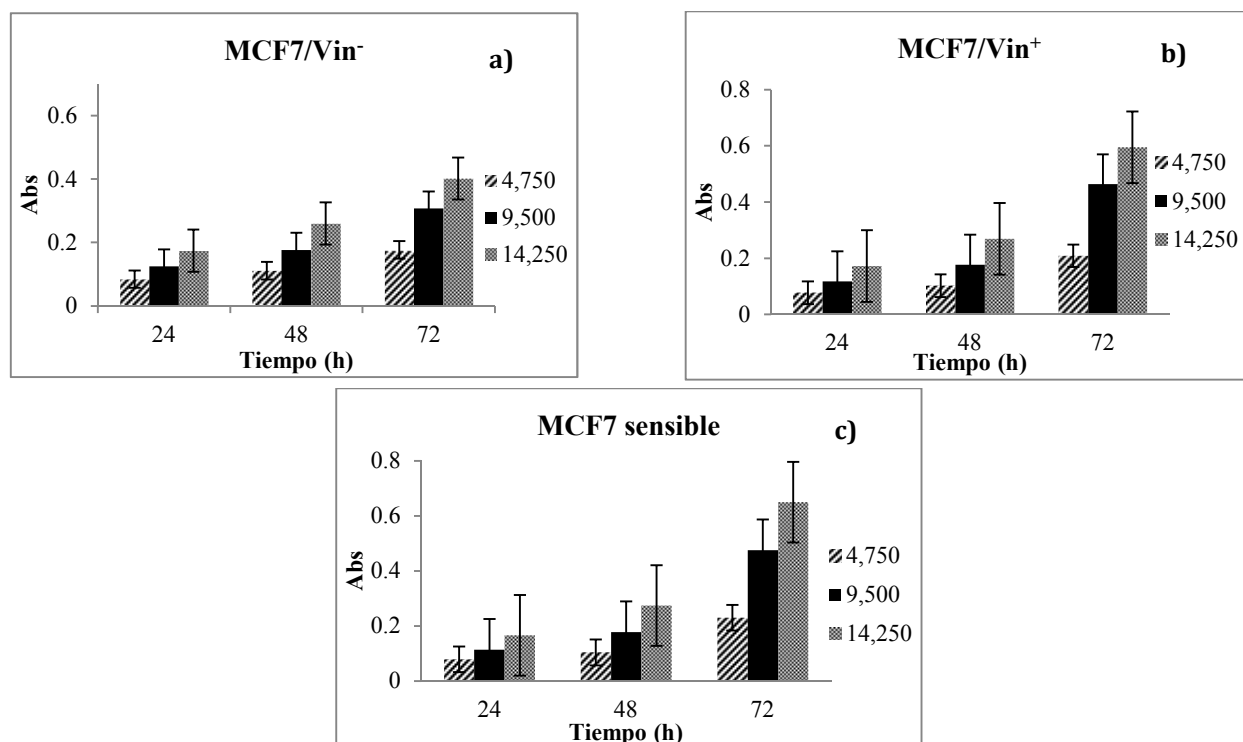 MCF7/Vin⁻
a)
0.6
0.4
0.2
0
Abs
4,750
9,500
14,250
24 48 72
Tiempo (h)
MCF7/Vin⁺
b)
0.8
0.6
0.4
0.2
0
Abs
4,750
9,500
14,250
24 48 72
Tiempo (h)
MCF7 sensible
c)
0.8
0.6
0.4
0.2
0
Abs
4,750
9,500
14,250
24 48 72
Tiempo (h)